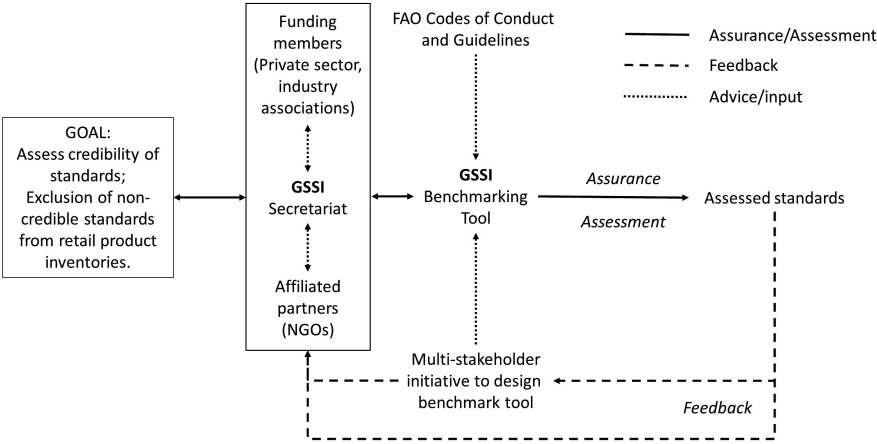 GOAL:
Assess credibility of
standards;
Exclusion of non-
credible standards
from retail product
inventories.
Funding
members
(Private sector,
industry
associations)
GSSI
Secretariat
Affiliated
partners
(NGOs)
FAO Codes of Conduct
and Guidelines
GSSI
Benchmarking
Tool
Multi-stakeholder
initiative to design
benchmark tool
Assurance
Assessment
Assessed standards
Feedback
Assurance/Assessment
Feedback
Advice/input